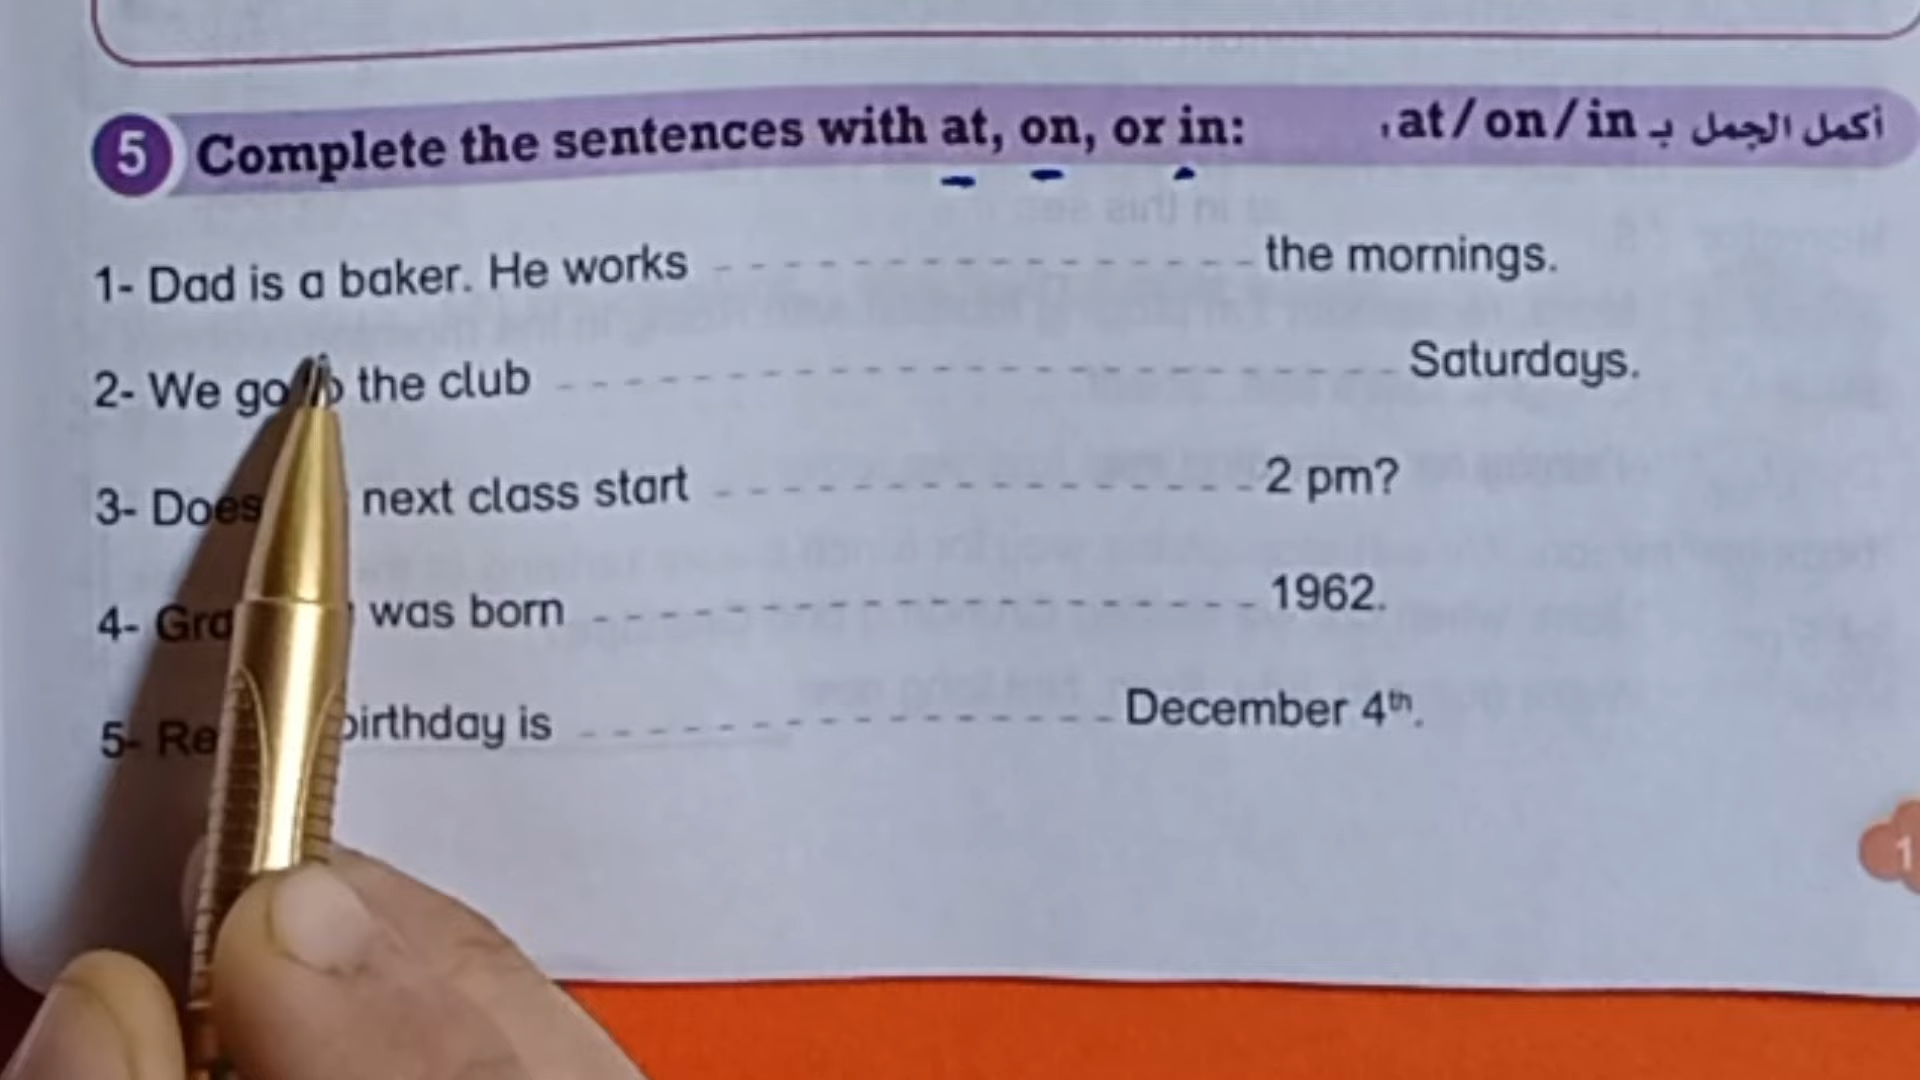 5 Complete the sentences with at, on, or in: أكمل الجمل بـ at / on / in :
1- Dad is a baker. He works the mornings.
2- We go the club Saturdays.
3- Does next class start 2 pm?
4- was born 1962.
5- birthday is December 4th.
1